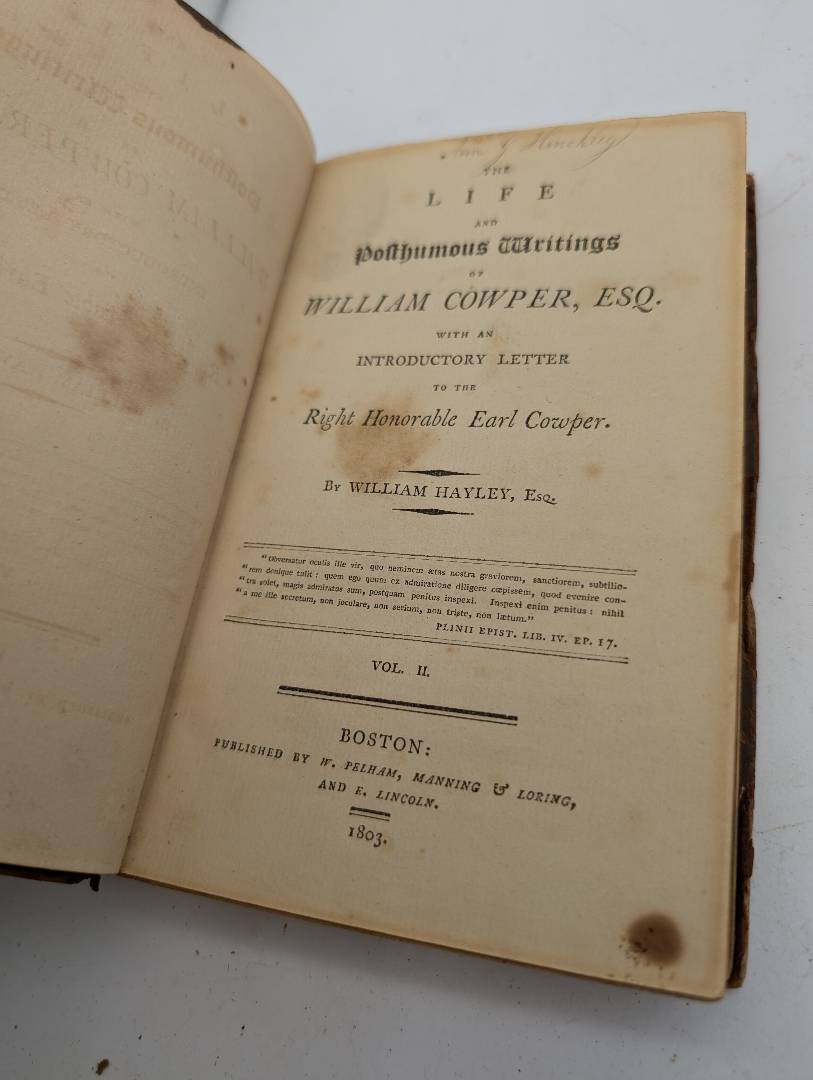 Hinckley
THE
LIFE
AND
Posthumous Writings
OF
WILLIAM COWPER, ESQ.
WITH AN
INTRODUCTORY LETTER
TO THE
Right Honorable Earl Cowper.
By WILLIAM HAYLEY, Esq.
"Obversatur oculis ille vir, quo neminem ætas nostra graviorem, sanctiorem, subtilio-
"rem denique tulit: quem ego quum ex admiratione diligere cœpissem, quod evenire con-
"tra solet, magis admiratus sum, postquam penitus inspexi. Inspexi enim penitus: nihil
"a me ille secretum, non joculare, non serium, non triste, non lætum."
PLINII EPIST. LIB. IV. EP. 17.
VOL. II.
BOSTON:
PUBLISHED BY W. PELHAM, MANNING & LORING,
AND E. LINCOLN.
1803.